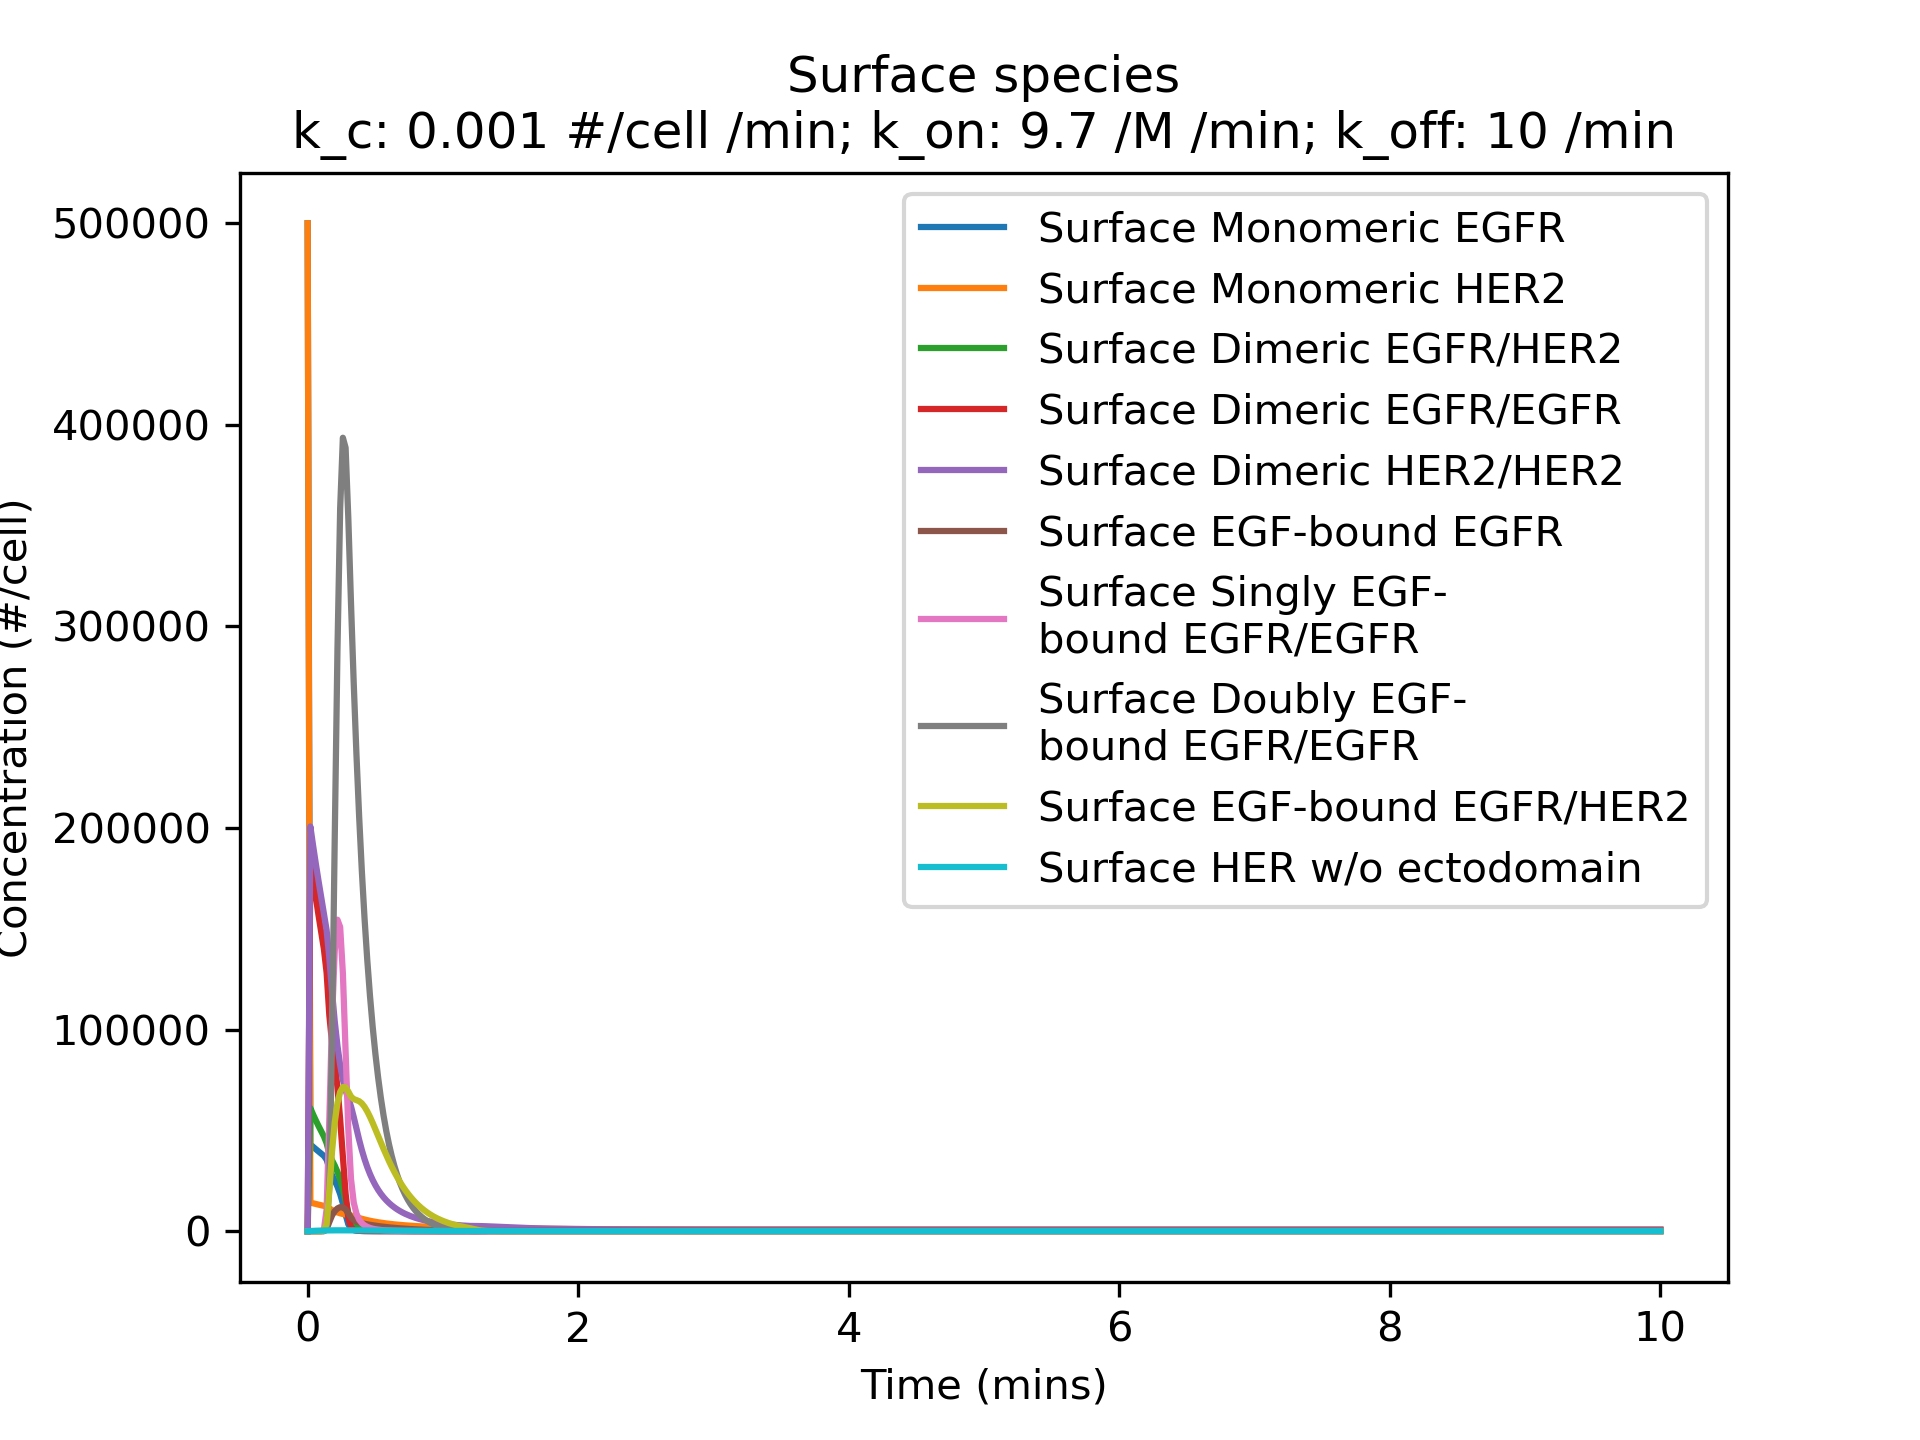 Surface species
k_c: 0.001 #/cell /min; k_on: 9.7 /M /min; k_off: 10 /min
500000
400000
300000
200000
100000
0
Concentration (#/cell)
Surface Monomeric EGFR
Surface Monomeric HER2
Surface Dimeric EGFR/HER2
Surface Dimeric EGFR/EGFR
Surface Dimeric HER2/HER2
Surface EGF-bound EGFR
Surface Singly EGF-
bound EGFR/EGFR
Surface Doubly EGF-
bound EGFR/EGFR
Surface EGF-bound EGFR/HER2
Surface HER w/o ectodomain
0 2 4 6 8 10
Time (mins)